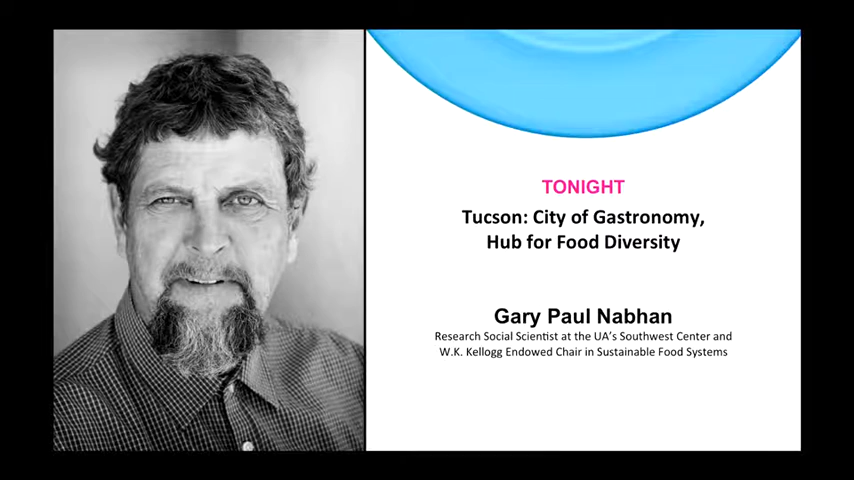 TONIGHT
Tucson: City of Gastronomy,
Hub for Food Diversity
Gary Paul Nabhan
Research Social Scientist at the UA's Southwest Center and
W.K. Kellogg Endowed Chair in Sustainable Food Systems